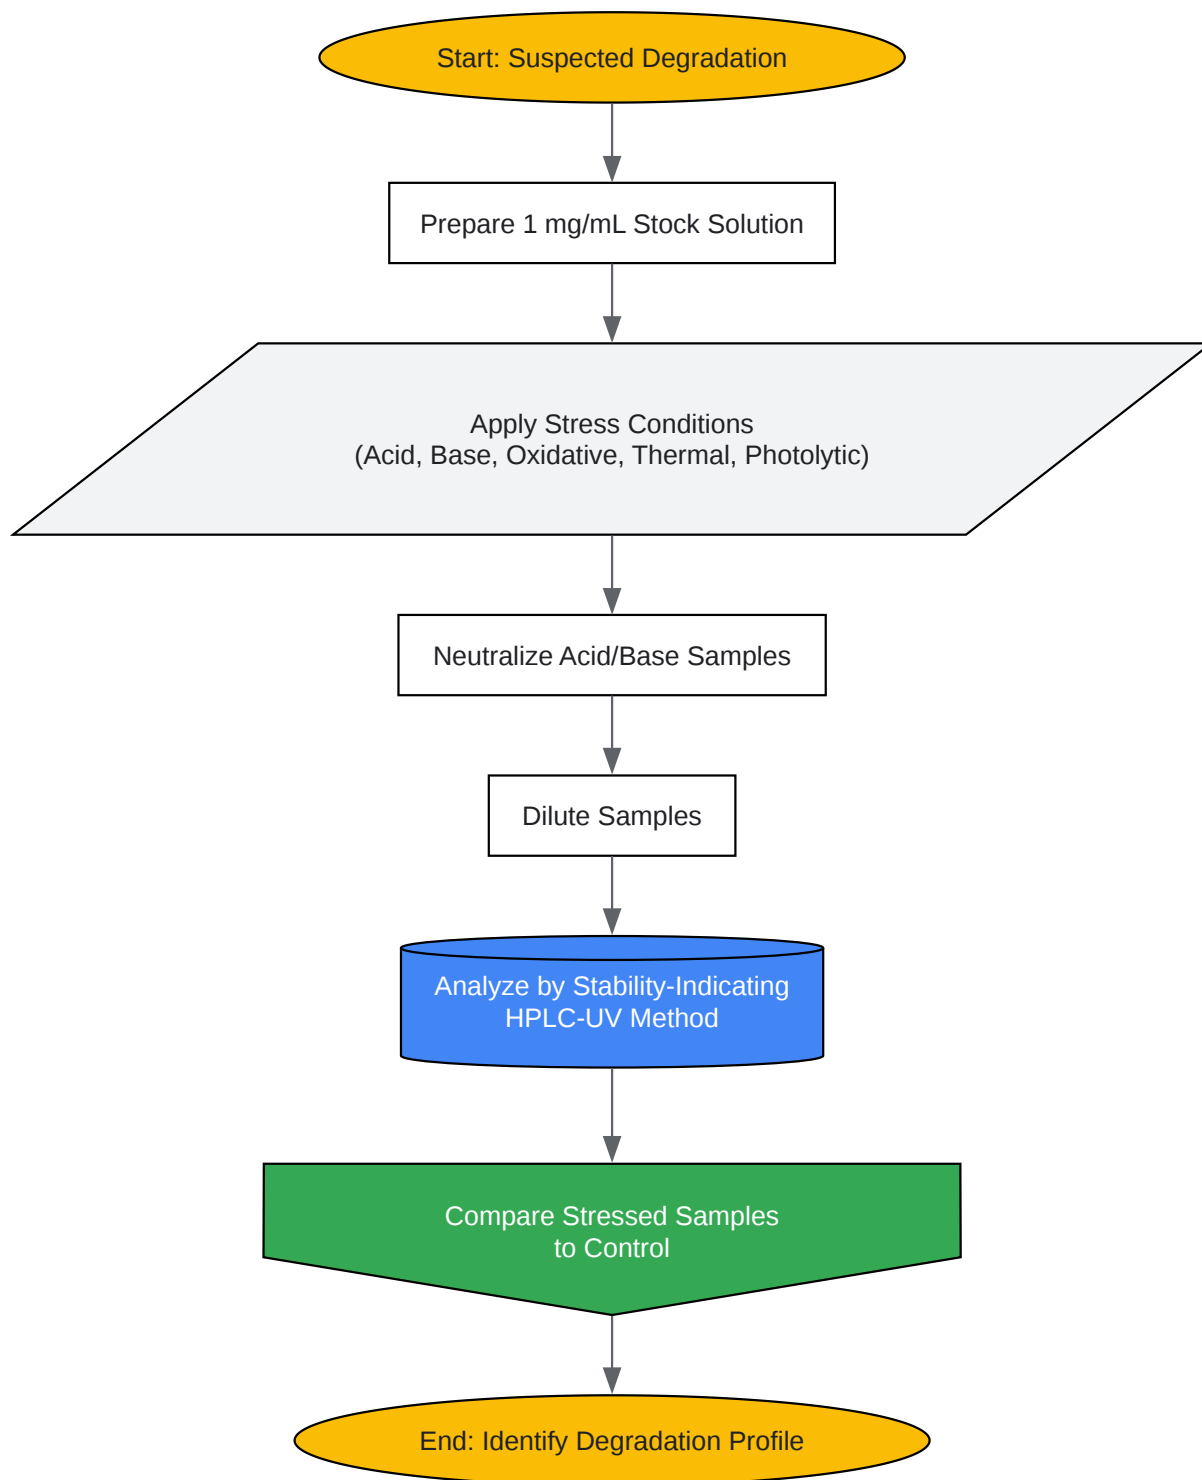 Start: Suspected Degradation
Prepare 1 mg/mL Stock Solution
Apply Stress Conditions
(Acid, Base, Oxidative, Thermal, Photolytic)
Neutralize Acid/Base Samples
Dilute Samples
Analyze by Stability-Indicating
HPLC-UV Method
Compare Stressed Samples
to Control
End: Identify Degradation Profile